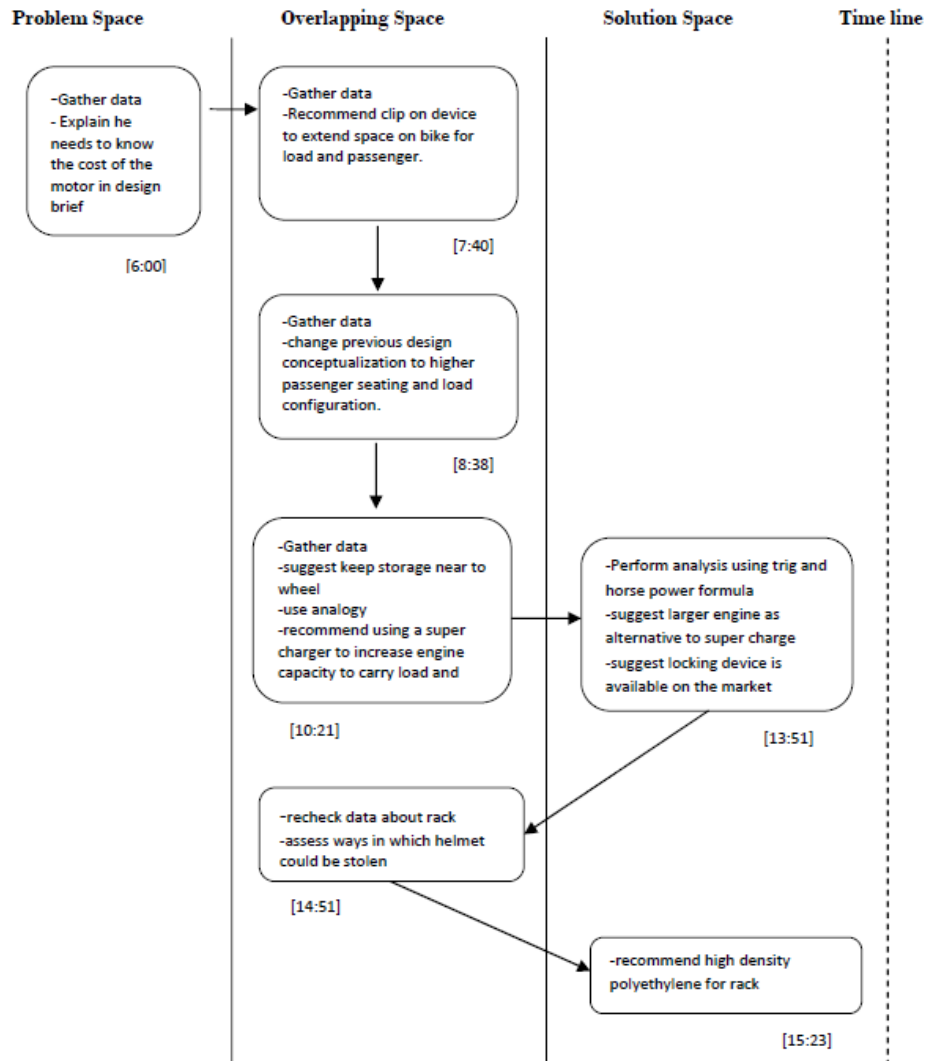 Problem Space
Overlapping Space
Solution Space
Time line
-Gather data
- Explain he
needs to know
the cost of the
motor in design
brief
[6:00]
-Gather data
-Recommend clip on device
to extend space on bike for
load and passenger.
[7:40]
-Gather data
-change previous design
conceptualization to higher
passenger seating and load
configuration.
[8:38]
-Gather data
-suggest keep storage near to
wheel
-use analogy
-recommend using a super
charger to increase engine
capacity to carry load and
[10:21]
-Perform analysis using trig and
horse power formula
-suggest larger engine as
alternative to super charge
-suggest locking device is
available on the market
[13:51]
-recheck data about rack
-assess ways in which helmet
could be stolen
[14:51]
-recommend high density
polyethylene for rack
[15:23]